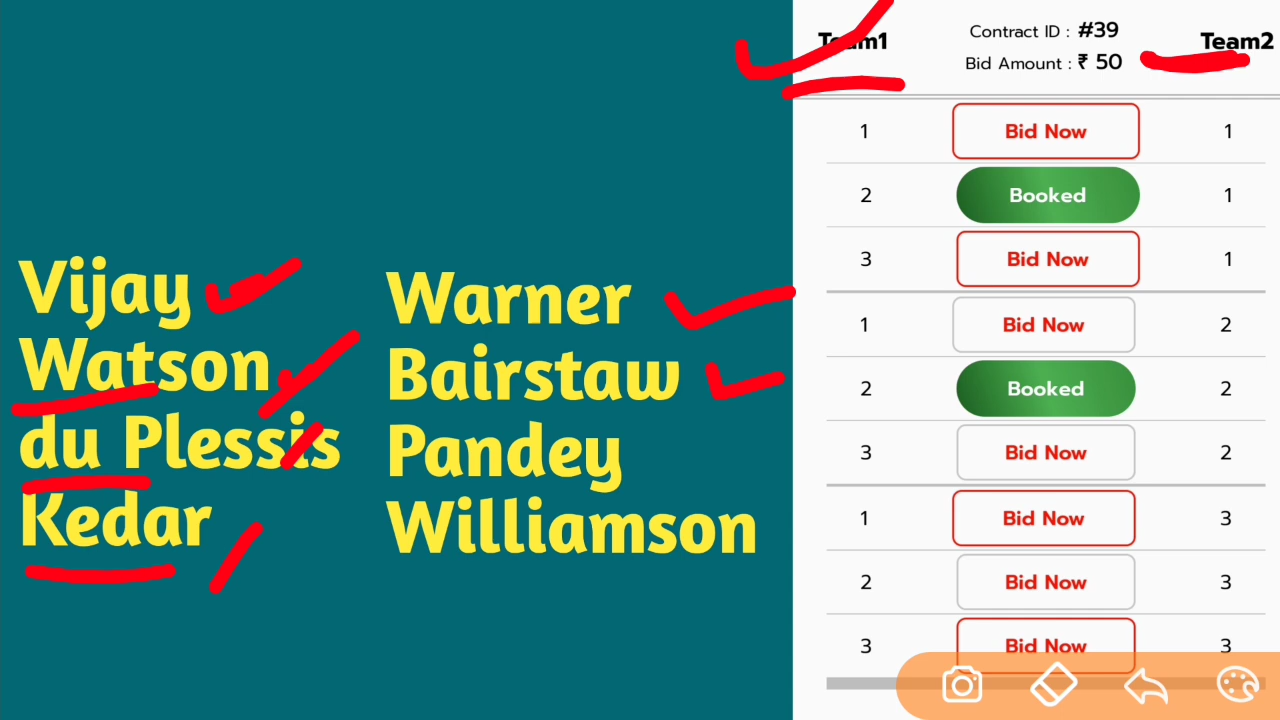 Vijay
Watson
du Plessis
Kedar
Warner
Bairstaw
Pandey
Williamson
Team1
Contract ID : #39
Bid Amount : ₹ 50
Team2
1 Bid Now 1
2 Booked 1
3 Bid Now 1
1 Bid Now 2
2 Booked 2
3 Bid Now 2
1 Bid Now 3
2 Bid Now 3
3 Bid Now 3